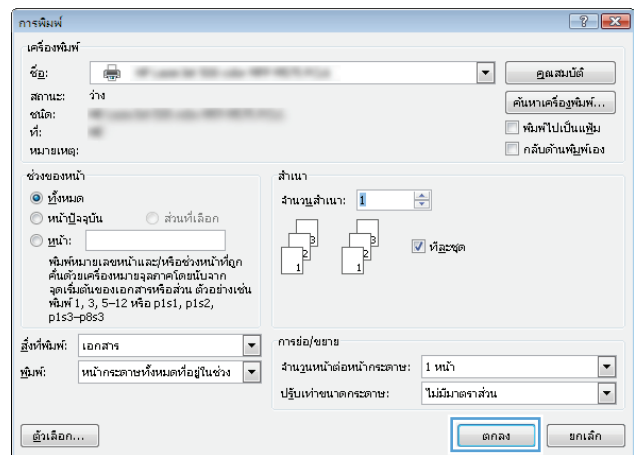 การพิมพ์
เครื่องพิมพ์
ชื่อ:
คุณสมบัติ
สถานะ: ว่าง
ชนิด:
ค้นหาเครื่องพิมพ์...
ที่:
พิมพ์ไปเป็นแฟ้ม
หมายเหตุ:
กลับด้านพิมพ์เอง
ช่วงของหน้า
ทั้งหมด
หน้าปัจจุบัน ส่วนที่เลือก
หน้า:
พิมพ์หมายเลขหน้าและ/หรือช่วงหน้าที่ถูก
คั่นด้วยเครื่องหมายจุลภาคโดยนับจาก
จุดเริ่มต้นของเอกสารหรือส่วน ตัวอย่างเช่น
พิมพ์ 1, 3, 5–12 หรือ p1s1, p1s2,
p1s3–p8s3
สำเนา
จำนวนสำเนา: 1
1 2 3 1 2 3
ทีละชุด
สิ่งที่พิมพ์: เอกสาร
พิมพ์: หน้ากระดาษทั้งหมดที่อยู่ในช่วง
การย่อ/ขยาย
จำนวนหน้าต่อหน้ากระดาษ: 1 หน้า
ปรับเท่าขนาดกระดาษ: ไม่มีมาตราส่วน
ตัวเลือก...
ตกลง
ยกเลิก